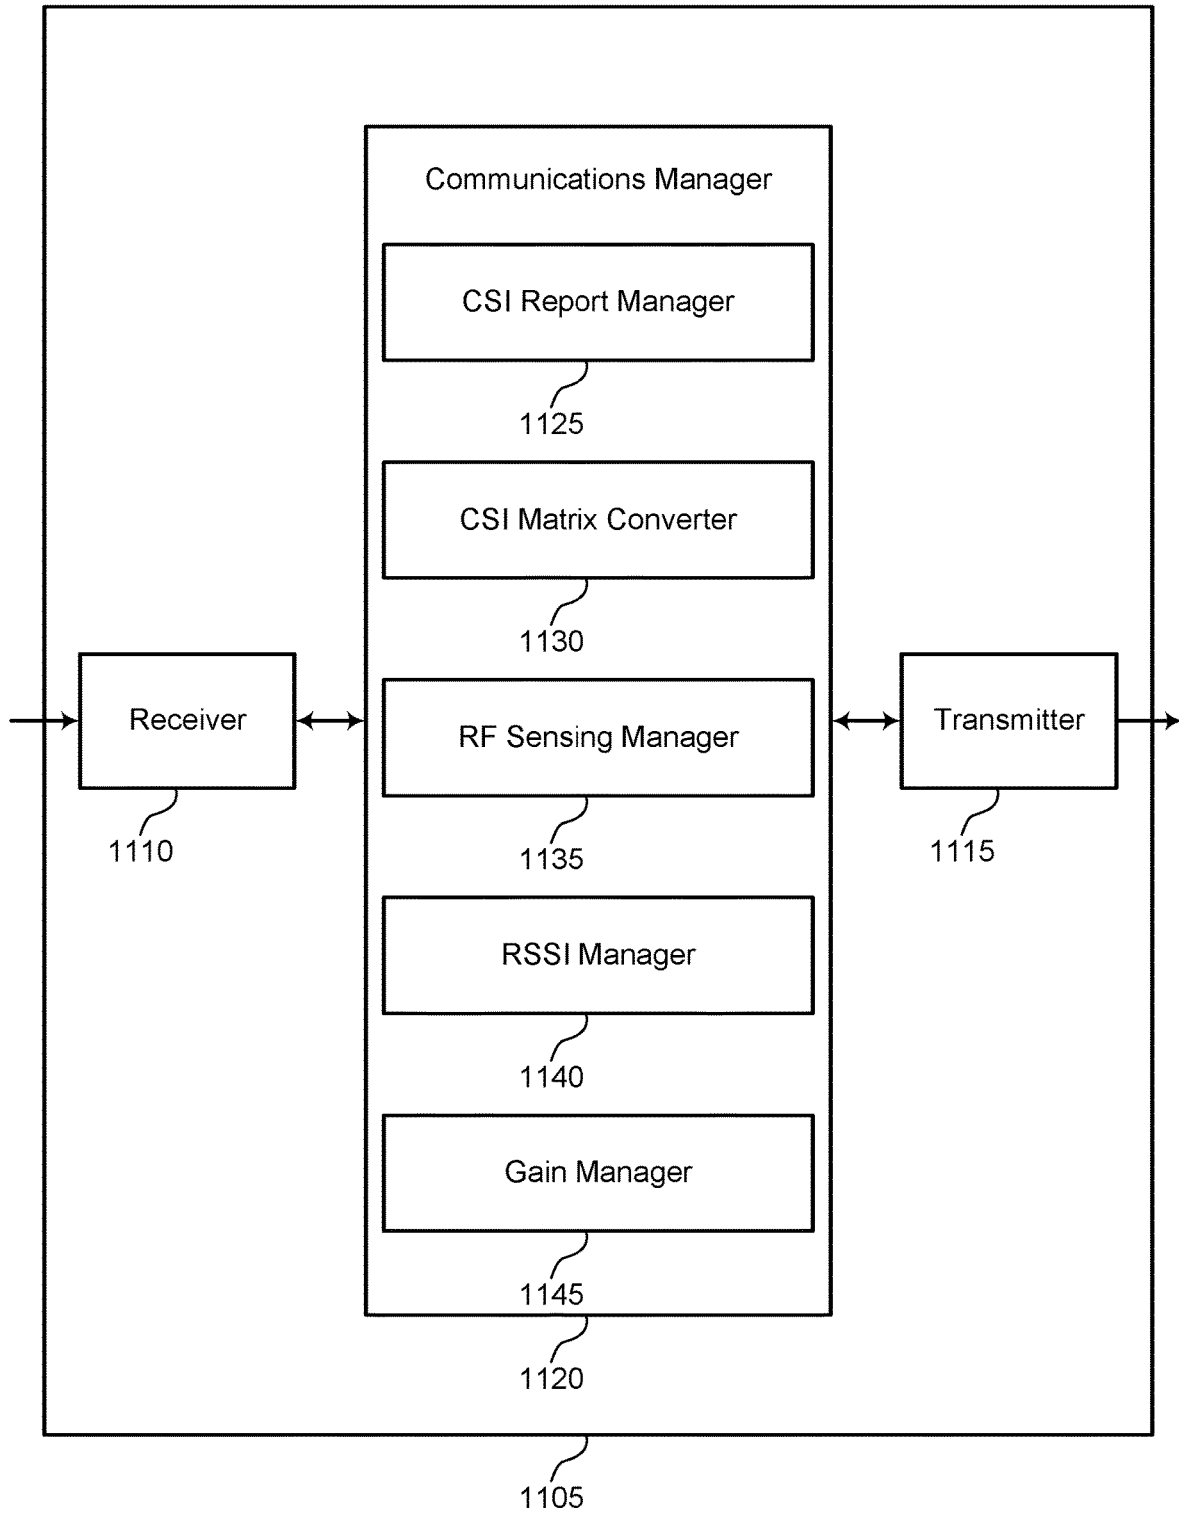 Communications Manager
CSI Report Manager
1125
CSI Matrix Converter
1130
Receiver
RF Sensing Manager
Transmitter
1110
1135
1115
RSSI Manager
1140
Gain Manager
1145
1120
1105